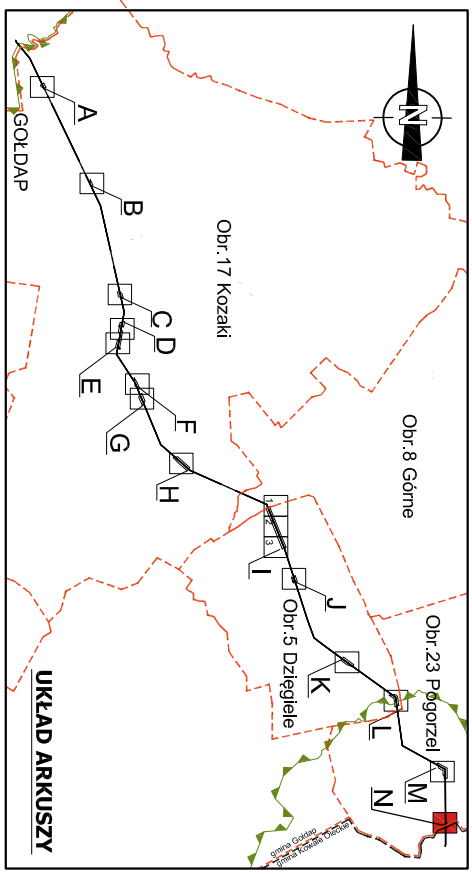 N
GOŁDAP
A
B
Obr.17 Kozaki
C
D
E
F
G
H
Obr.8 Górne
1
2
3
I
J
Obr.5 Dzięgiele
K
Obr.23 Pogorzel
L
M
N
gmina Gołdap
gmina Kowale Oleckie
UKŁAD ARKUSZY